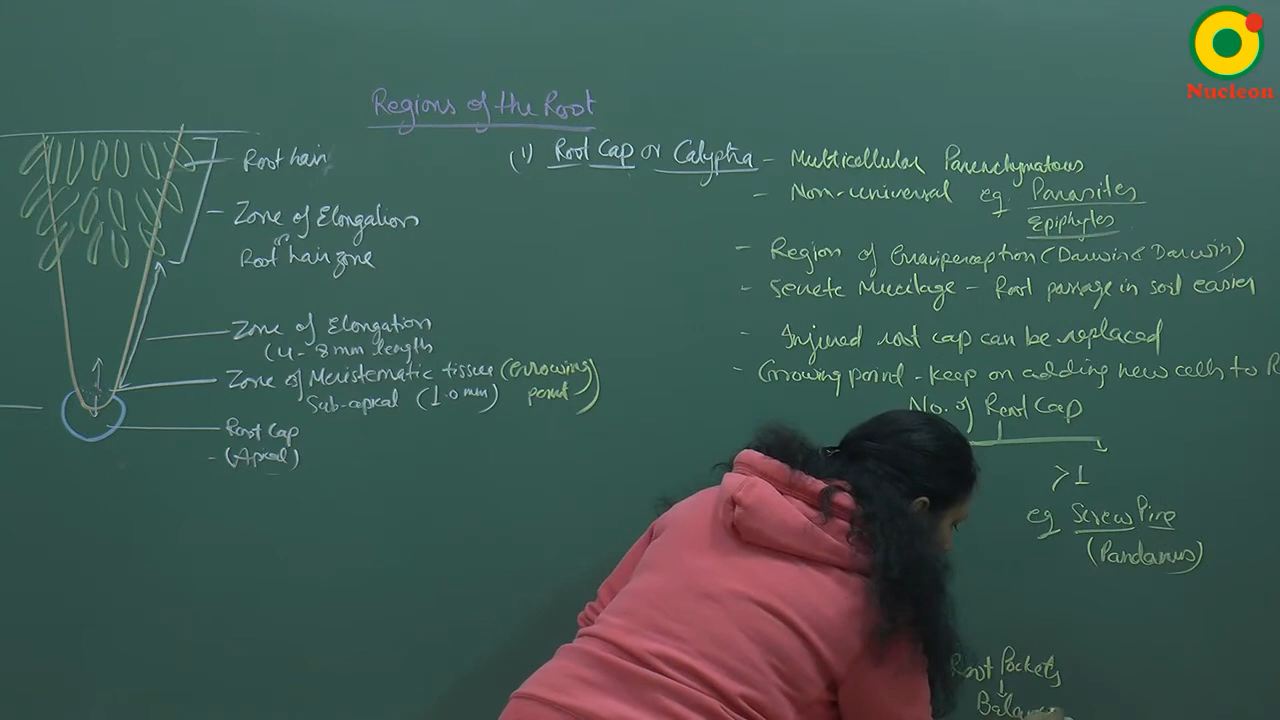 Nucleon
Regions of the Root
Root hair
Zone of Elongation
or
Root hair zone
Zone of Elongation
(4-8mm length
Zone of Meristematic tissues (Growing
Sub-apical (1.0 mm) point)
Root Cap
- (Apical)
(1) Root Cap or Calyptra - Multicellular Parenchymatous
- Non-universal eg. Parasites
Epiphytes
- Region of Graviperception (Darwin & Darwin)
- Secrete Mucilage - Root passage in soil easier
- Injured root cap can be replaced
- Growing point - keep on adding new cells to R
No. of Root Cap
>1
eg Screw Pine
(Pandanus)
Root Pockets